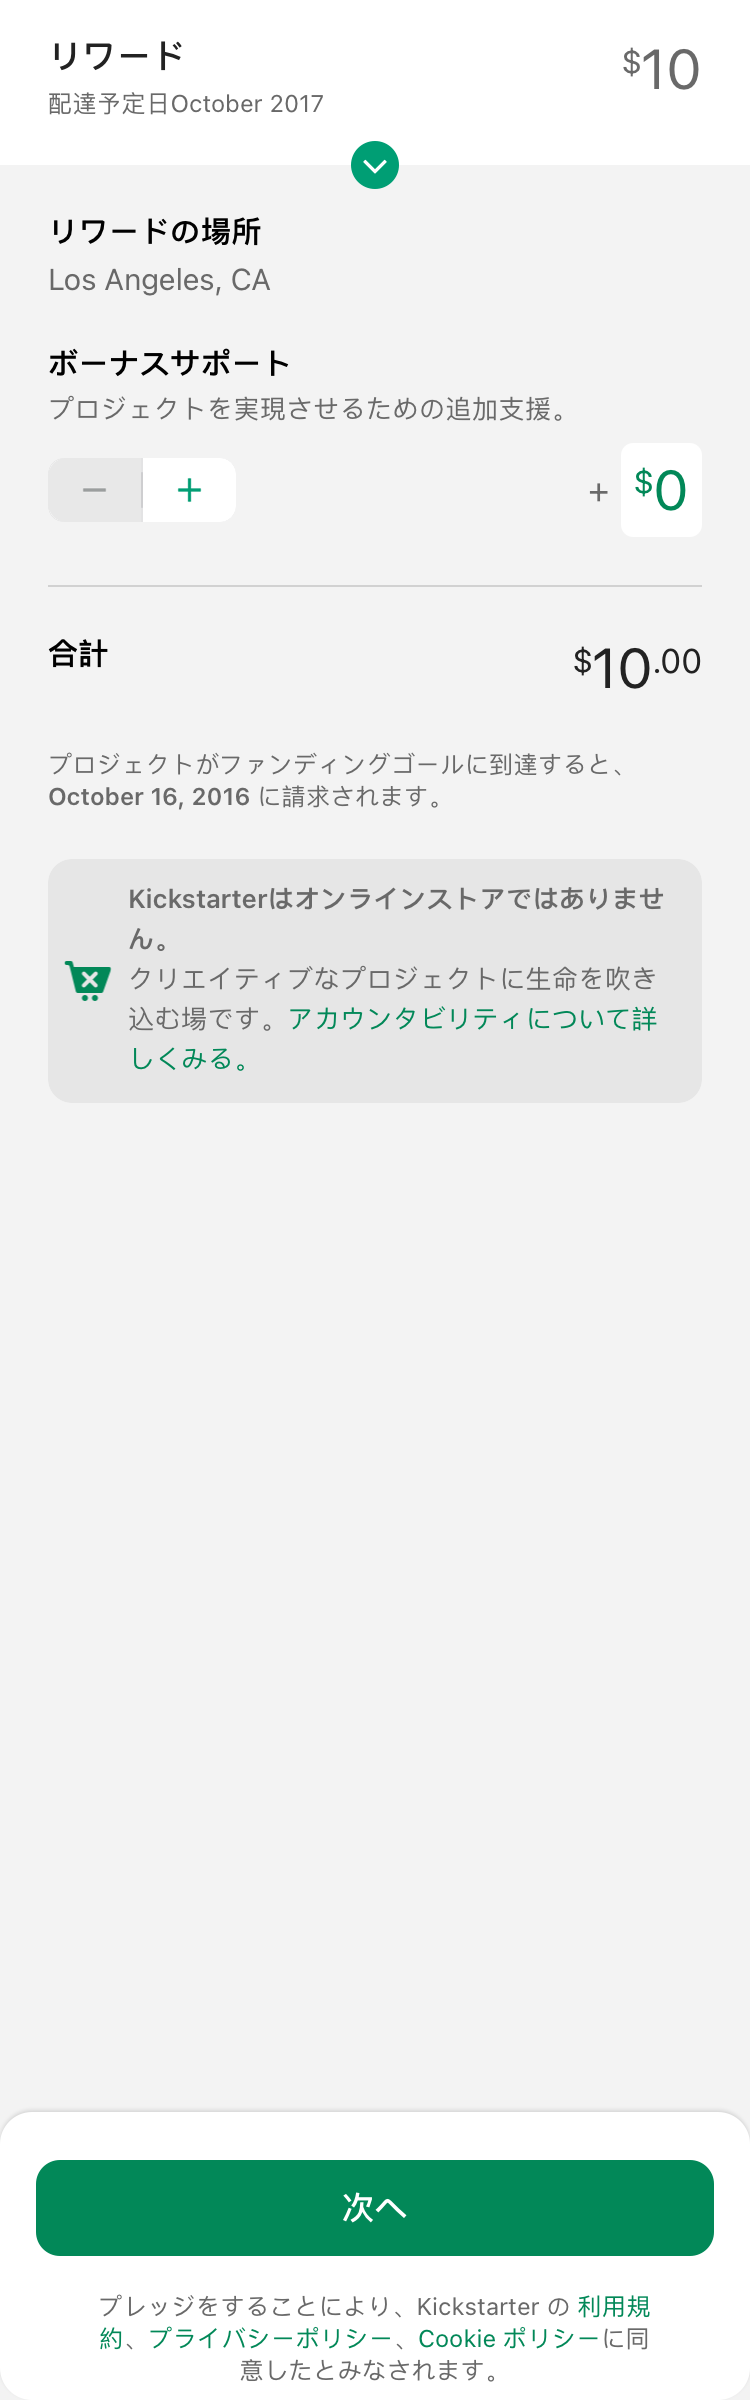 リワード
$10
配達予定日October 2017
リワードの場所
Los Angeles, CA
ボーナスサポート
プロジェクトを実現させるための追加支援。
− + + $0
合計
$10.00
プロジェクトがファンディングゴールに到達すると、
October 16, 2016 に請求されます。
Kickstarterはオンラインストアではありませ
ん。
クリエイティブなプロジェクトに生命を吹き
込む場です。アカウンタビリティについて詳
しくみる。
次へ
プレッジをすることにより、Kickstarter の 利用規
約、プライバシーポリシー、Cookie ポリシーに同
意したとみなされます。